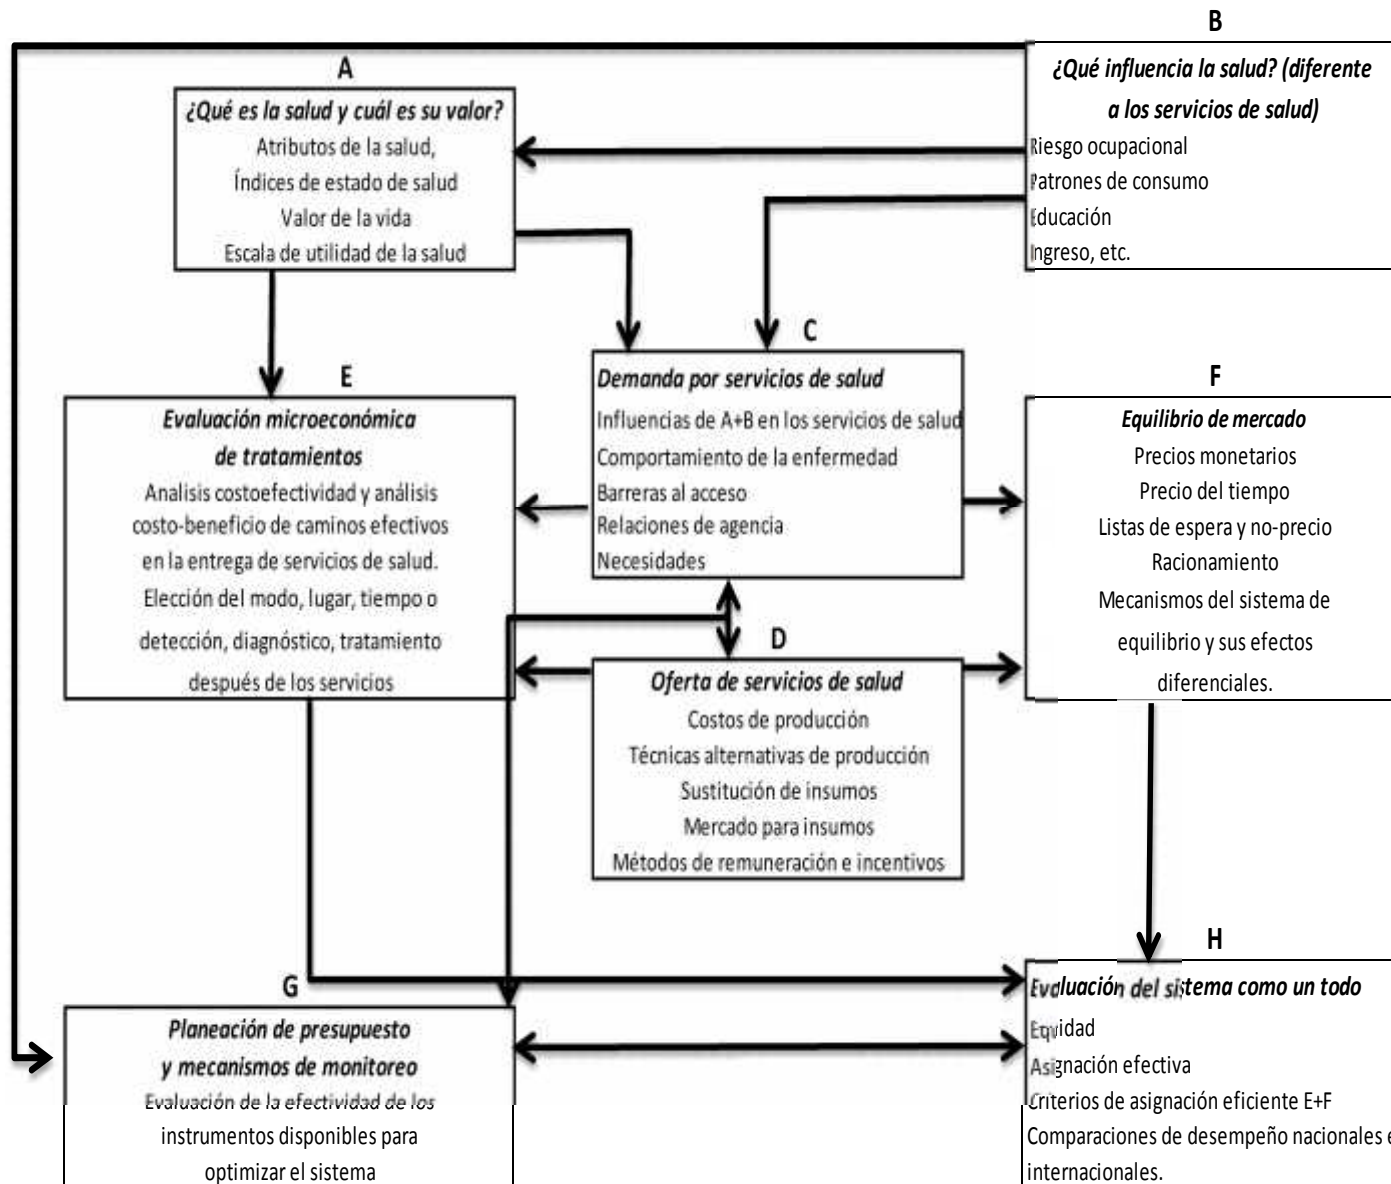 B
¿Qué influencia la salud? (diferente
a los servicios de salud)
Riesgo ocupacional
Patrones de consumo
Educación
Ingreso, etc.
A
¿Qué es la salud y cuál es su valor?
Atributos de la salud,
Índices de estado de salud
Valor de la vida
Escala de utilidad de la salud
C
Demanda por servicios de salud
Influencias de A+B en los servicios de salud
Comportamiento de la enfermedad
Barreras al acceso
Relaciones de agencia
Necesidades
E
Evaluación microeconómica
de tratamientos
Analisis costoefectividad y análisis
costo-beneficio de caminos efectivos
en la entrega de servicios de salud.
Elección del modo, lugar, tiempo o
detección, diagnóstico, tratamiento
después de los servicios
F
Equilibrio de mercado
Precios monetarios
Precio del tiempo
Listas de espera y no-precio
Racionamiento
Mecanismos del sistema de
equilibrio y sus efectos
diferenciales.
D
Oferta de servicios de salud
Costos de producción
Técnicas alternativas de producción
Sustitución de insumos
Mercado para insumos
Métodos de remuneración e incentivos
G
Planeación de presupuesto
y mecanismos de monitoreo
Evaluación de la efectividad de los
instrumentos disponibles para
optimizar el sistema
H
Evaluación del sistema como un todo
Equidad
Asignación efectiva
Criterios de asignación eficiente E+F
Comparaciones de desempeño nacionales e
internacionales.